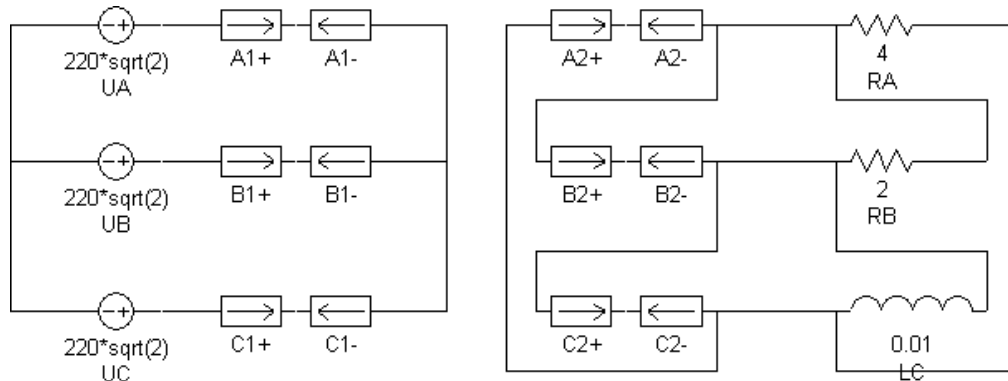 220*sqrt(2)
UA
A1+
A1-
A2+
A2-
4
RA
220*sqrt(2)
UB
B1+
B1-
B2+
B2-
2
RB
220*sqrt(2)
UC
C1+
C1-
C2+
C2-
0.01
LC